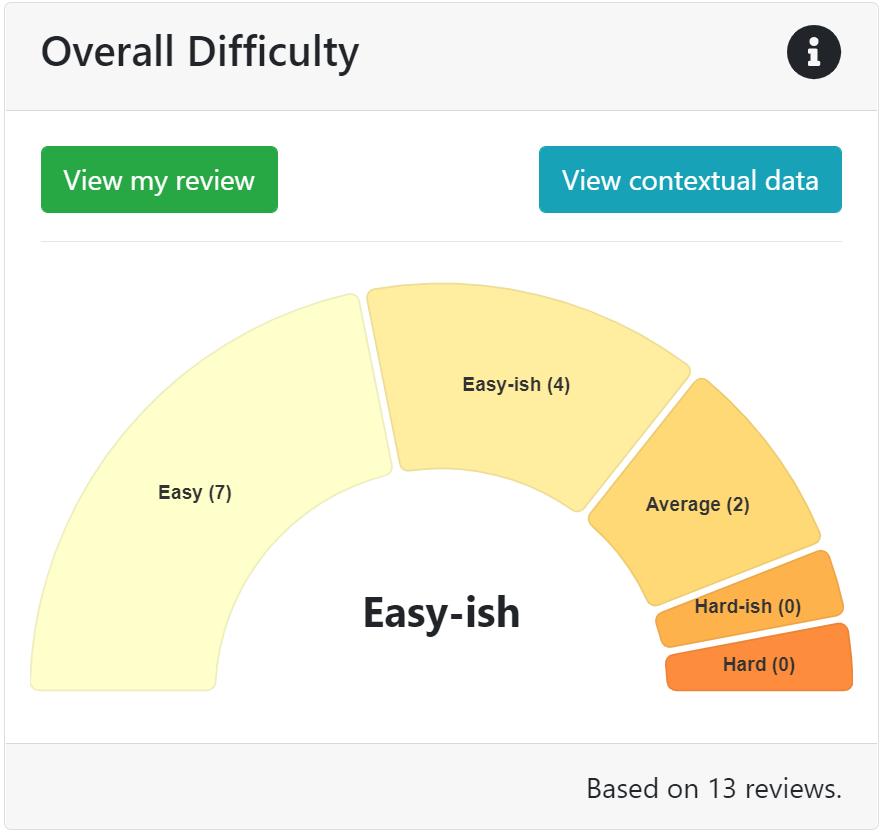 Overall Difficulty
View my review
View contextual data
Easy-ish (4)
Easy (7)
Average (2)
Hard-ish (0)
Easy-ish
Hard (0)
Based on 13 reviews.